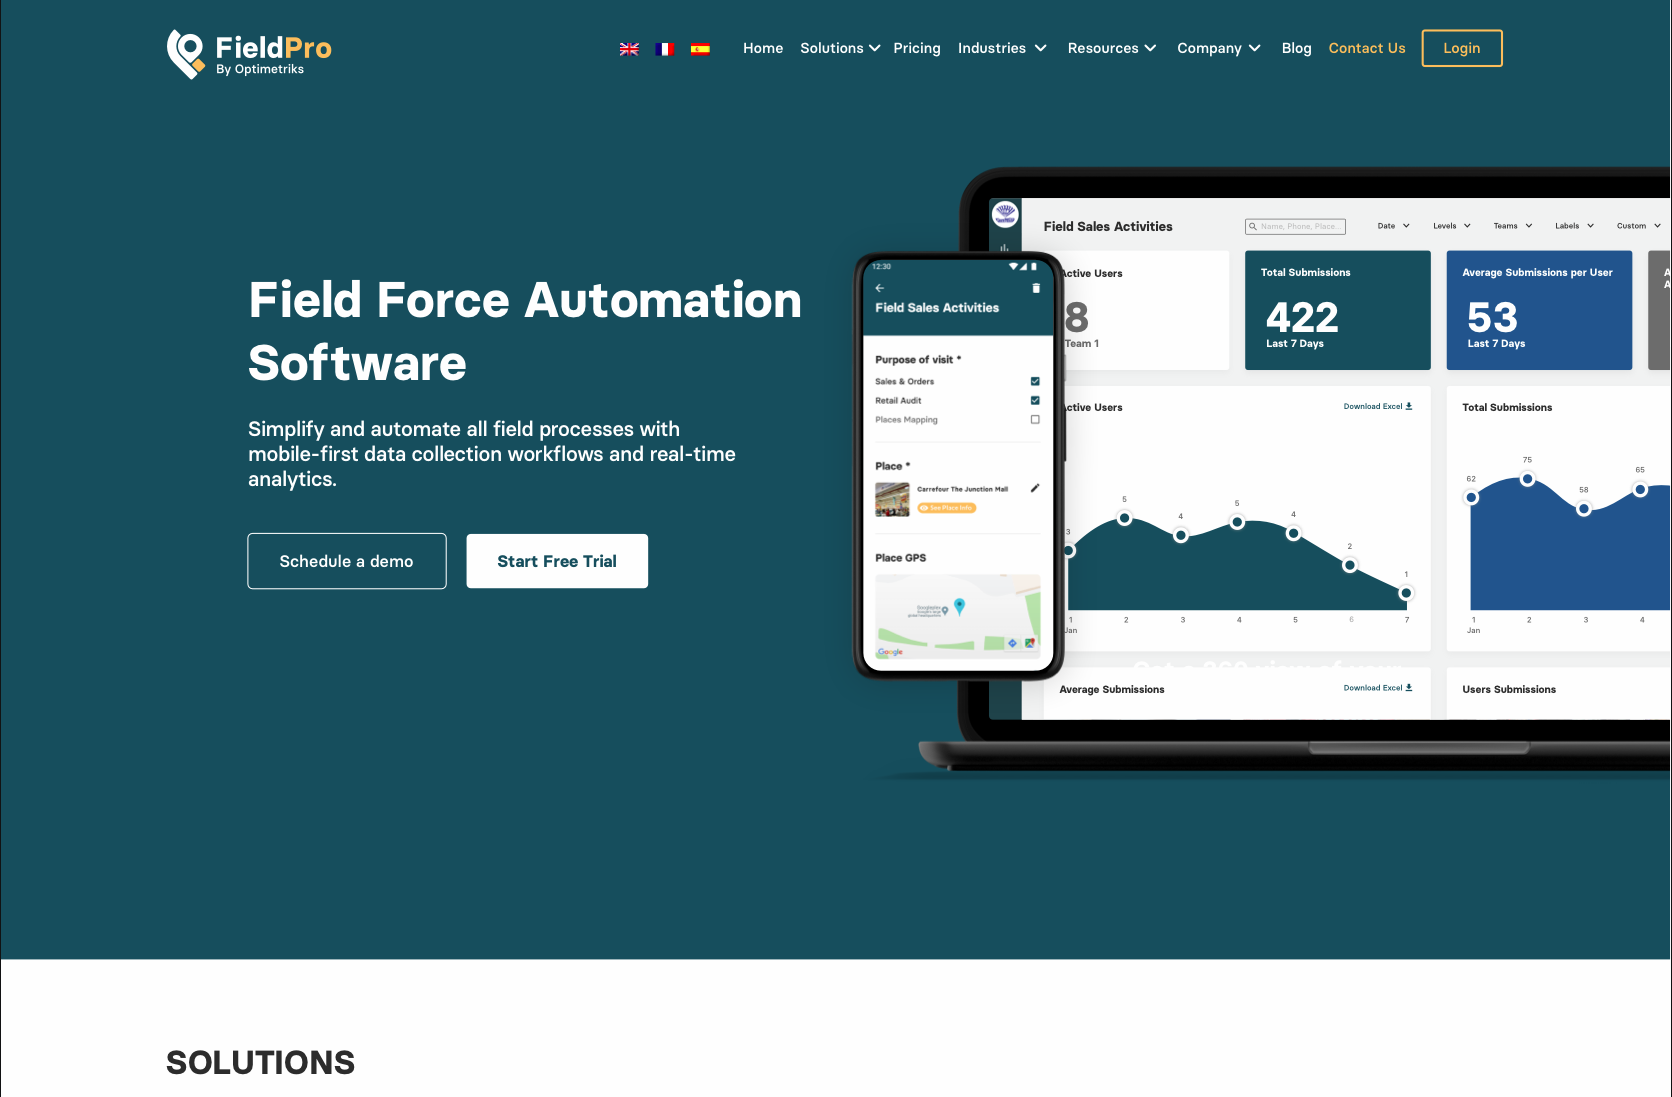 FieldPro
By Optimetriks
Home Solutions Pricing Industries Resources Company Blog Contact Us Login
Field Force Automation
Software
Simplify and automate all field processes with
mobile-first data collection workflows and real-time
analytics.
Schedule a demo
Start Free Trial
12:30
Field Sales Activities
Purpose of visit *
Sales & Orders
Retail Audit
Places Mapping
Place *
Carrefour The Junction Mall
See Place Info
Place GPS
Google
Field Sales Activities
Name, Phone, Place...
Date Levels Teams Labels Custom
Active Users
8
Team 1
Total Submissions
422
Last 7 Days
Average Submissions per User
53
Last 7 Days
Active Users
Download Excel
3 5 4 5 4 2 1
1 2 3 4 5 6 7
Jan
Total Submissions
62 75 58 65
1 2 3 4
Jan
Average Submissions
Download Excel
Users Submissions
SOLUTIONS